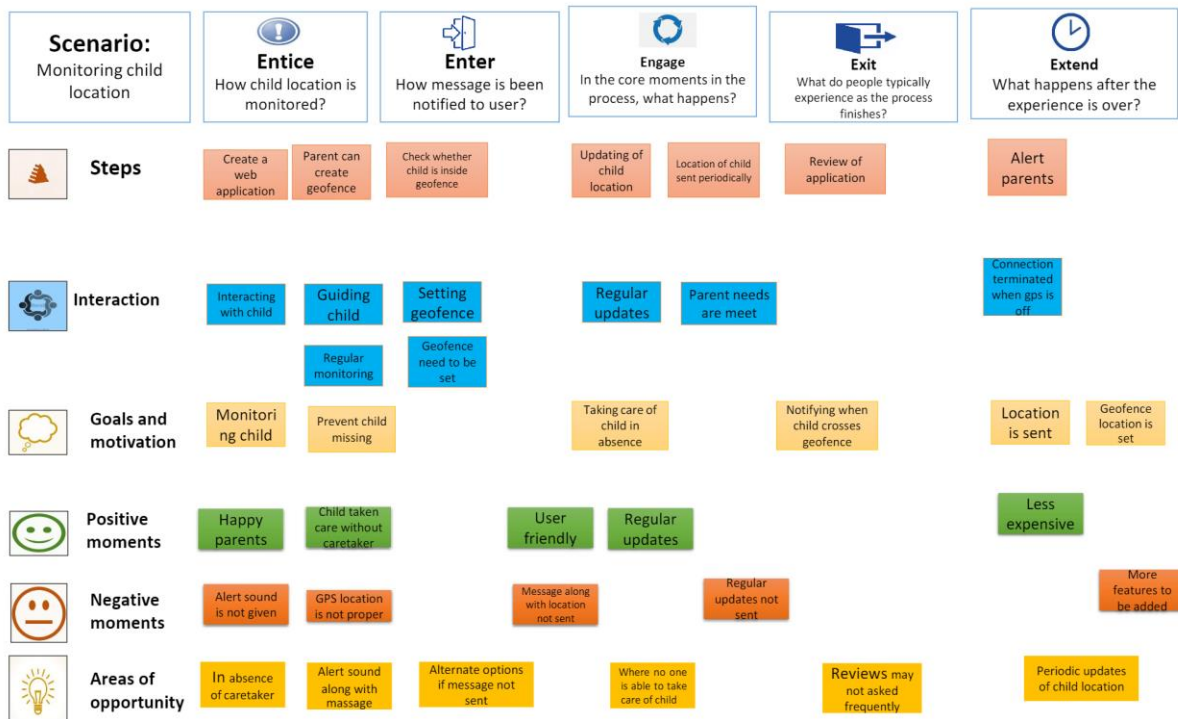 Scenario:
Monitoring child
location
Entice
How child location is
monitored?
Enter
How message is been
notified to user?
Engage
In the core moments in the
process, what happens?
Exit
What do people typically
experience as the process
finishes?
Extend
What happens after the
experience is over?
Steps
Create a
web
application
Parent can
create
geofence
Check whether
child is inside
geofence
Updating of
child
location
Location of child
sent periodically
Review of
application
Alert
parents
Interaction
Interacting
with child
Guiding
child
Setting
geofence
Regular
updates
Parent needs
are meet
Connection
terminated
when gps is
off
Regular
monitoring
Geofence
need to be
set
Goals and
motivation
Monitori
ng child
Prevent child
missing
Taking care of
child in
absence
Notifying when
child crosses
geofence
Location
is sent
Geofence
location is
set
Positive
moments
Happy
parents
Child taken
care without
caretaker
User
friendly
Regular
updates
Less
expensive
Negative
moments
Alert sound
is not given
GPS location
is not proper
Message along
with location
not sent
Regular
updates not
sent
More
features to
be added
Areas of
opportunity
In absence
of caretaker
Alert sound
along with
massage
Alternate options
if message not
sent
Where no one
is able to take
care of child
Reviews may
not asked
frequently
Periodic updates
of child location